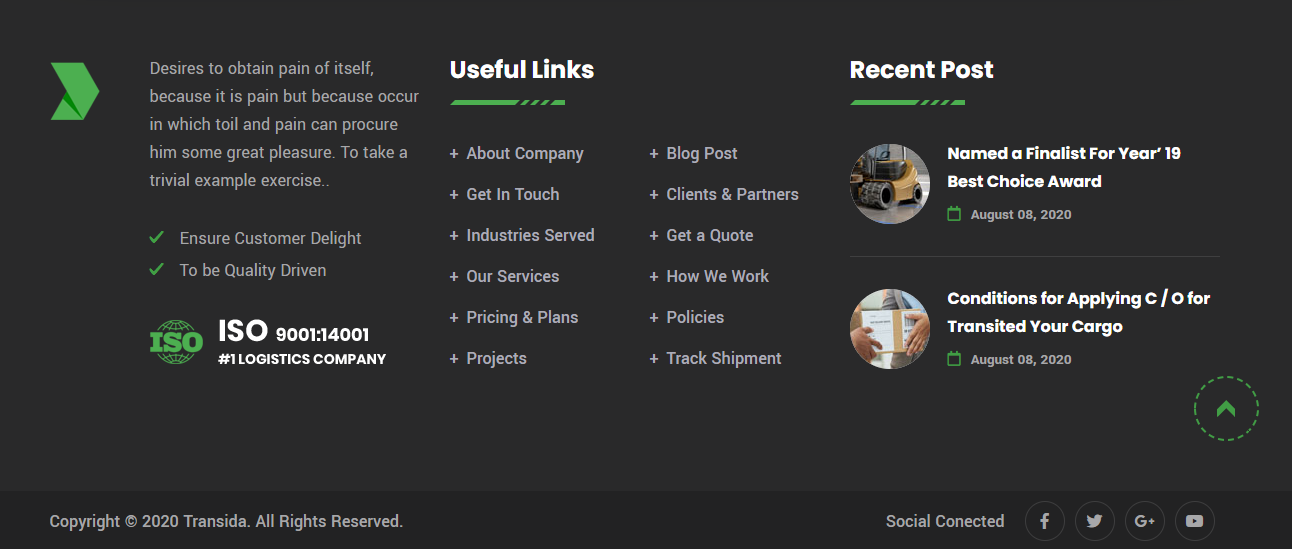 Desires to obtain pain of itself,
because it is pain but because occur
in which toil and pain can procure
him some great pleasure. To take a
trivial example exercise..
Ensure Customer Delight
To be Quality Driven
ISO
ISO 9001:14001
#1 LOGISTICS COMPANY
Useful Links
+ About Company
+ Get In Touch
+ Industries Served
+ Our Services
+ Pricing & Plans
+ Projects
+ Blog Post
+ Clients & Partners
+ Get a Quote
+ How We Work
+ Policies
+ Track Shipment
Recent Post
Named a Finalist For Year’ 19
Best Choice Award
August 08, 2020
Conditions for Applying C / O for
Transited Your Cargo
August 08, 2020
Copyright © 2020 Transida. All Rights Reserved.
Social Conected